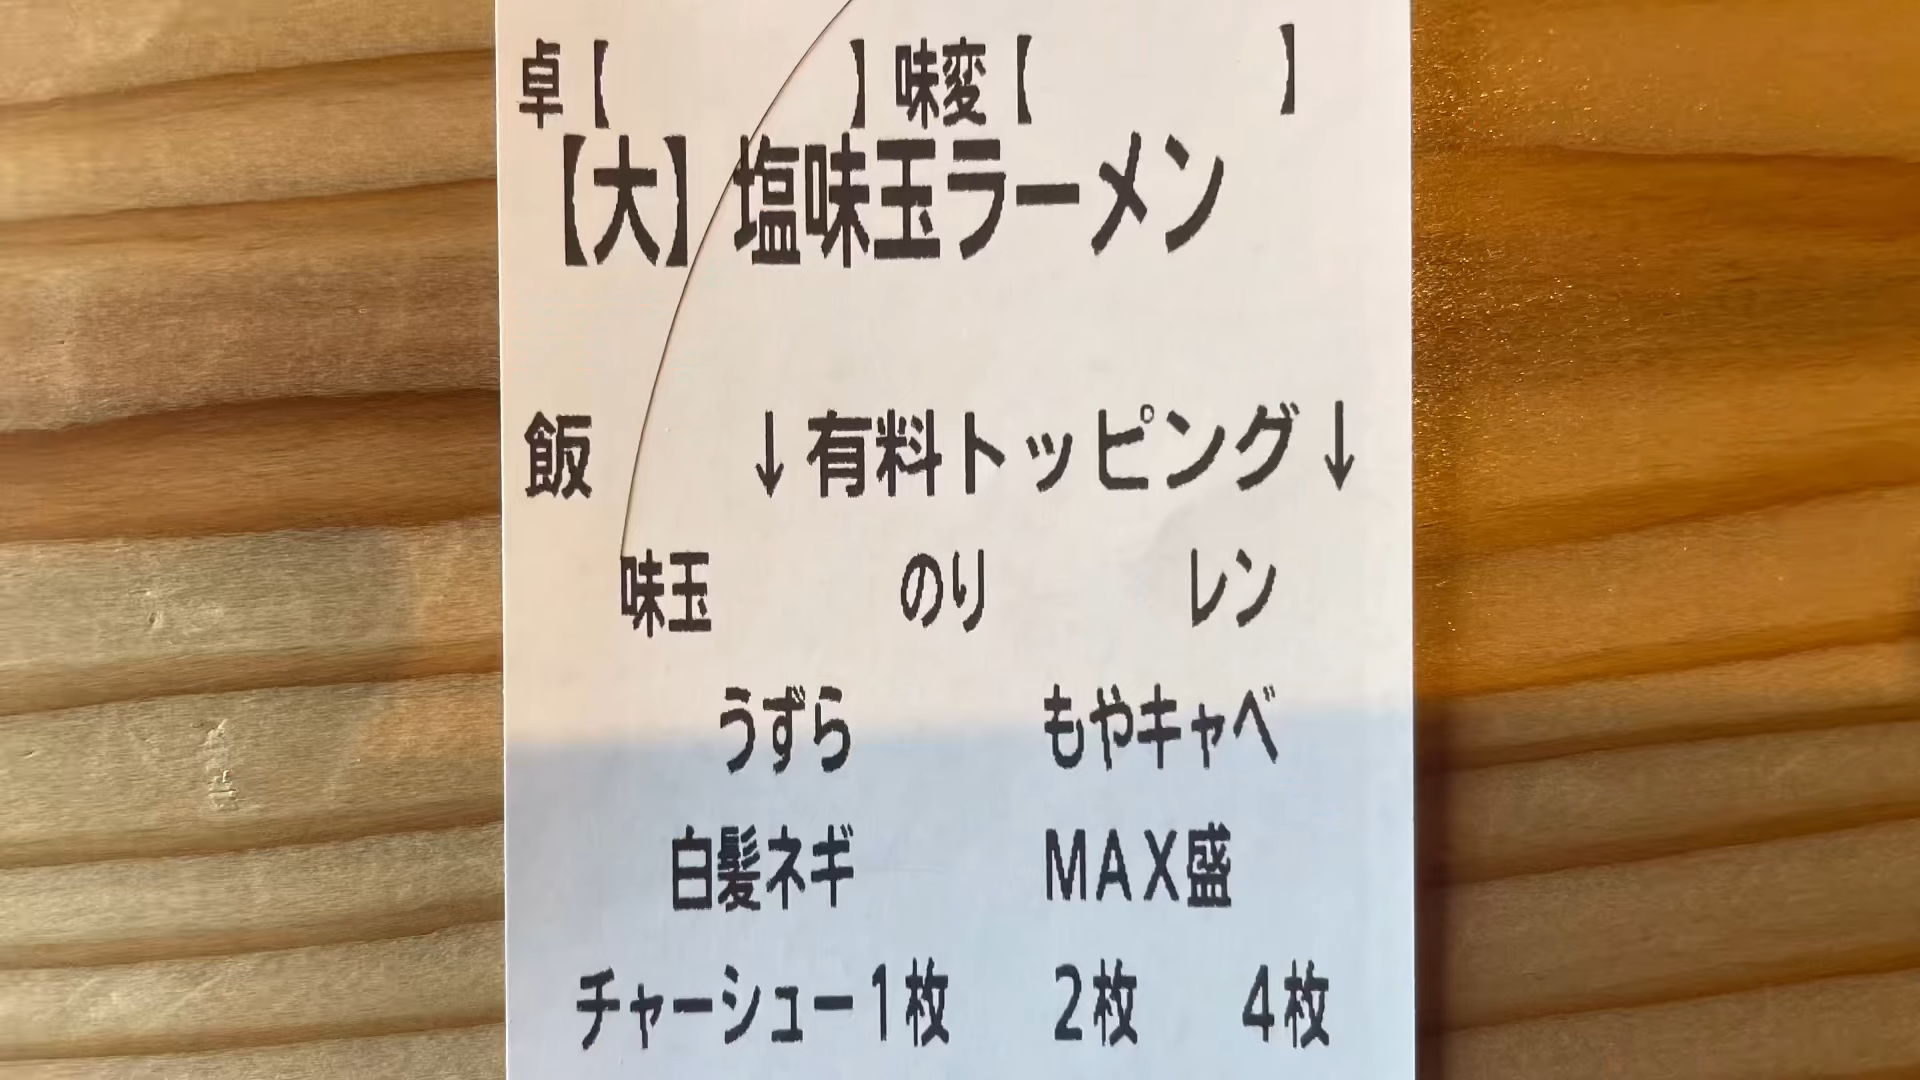 卓【　　　】味変【　　　】
【大】塩味玉ラーメン
飯　　↓有料トッピング↓
味玉　　のり　　レン
うずら　　もやキャベ
白髪ネギ　　MAX盛
チャーシュー1枚　　2枚　　4枚